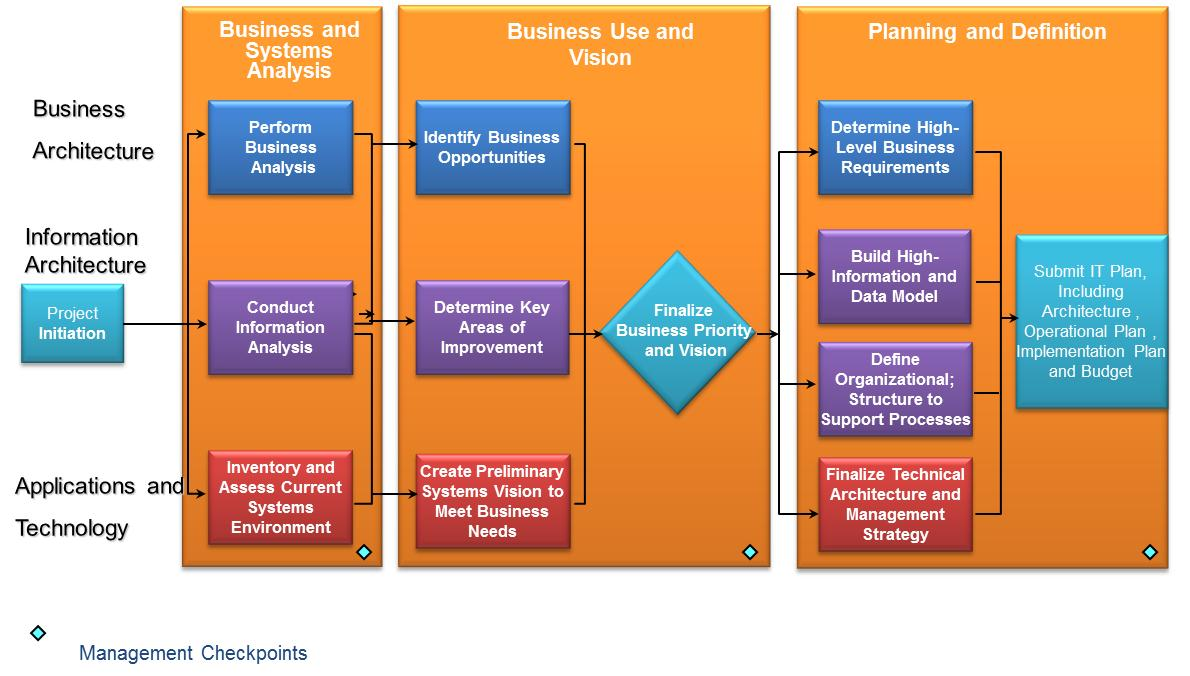 Business and
Systems
Analysis
Business Use and
Vision
Planning and Definition
Business
Architecture
Perform
Business
Analysis
Identify Business
Opportunities
Determine High-
Level Business
Requirements
Information
Architecture
Project
Initiation
Conduct
Information
Analysis
Determine Key
Areas of
Improvement
Finalize
Business Priority
and Vision
Build High-
Information and
Data Model
Define
Organizational;
Structure to
Support Processes
Submit IT Plan,
Including
Architecture ,
Operational Plan ,
Implementation Plan
and Budget
Applications and
Technology
Inventory and
Assess Current
Systems
Environment
Create Preliminary
Systems Vision to
Meet Business
Needs
Finalize Technical
Architecture and
Management
Strategy
Management Checkpoints